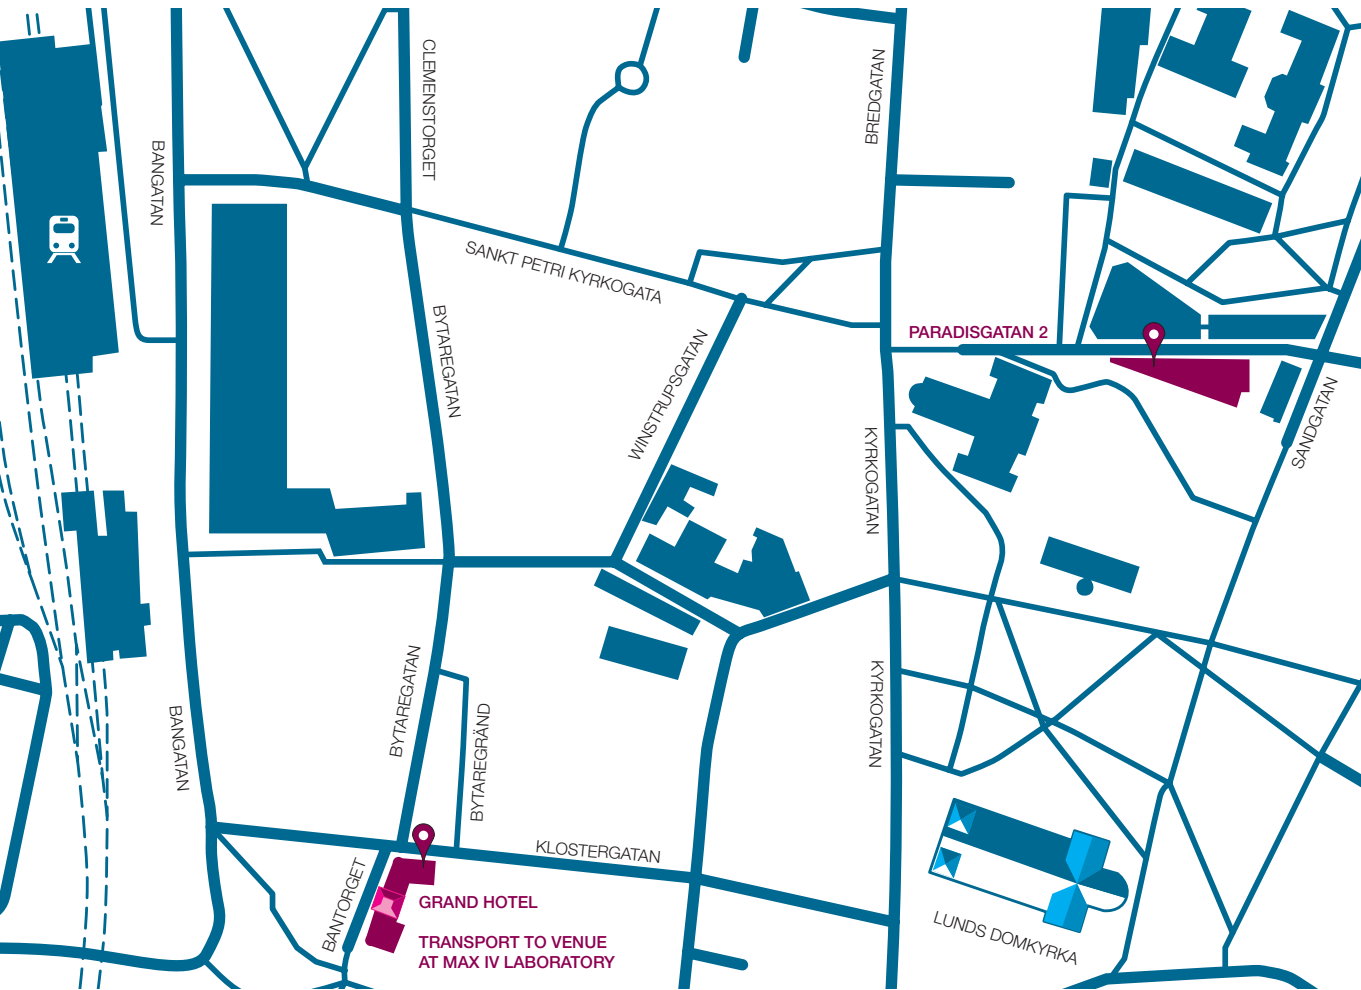 CLEMENSTORGET
BREDGATAN
BANGATAN
SANKT PETRI KYRKOGATA
BYTAREGATAN
WINSTRUPSGATAN
PARADISGATAN 2
SANDGATAN
KYRKOGATAN
BYTAREGATAN
BYTAREGRÄND
KYRKOGATAN
BANGATAN
KLOSTERGATAN
BANTORGET
GRAND HOTEL
TRANSPORT TO VENUE
AT MAX IV LABORATORY
LUNDS DOMKYRKA